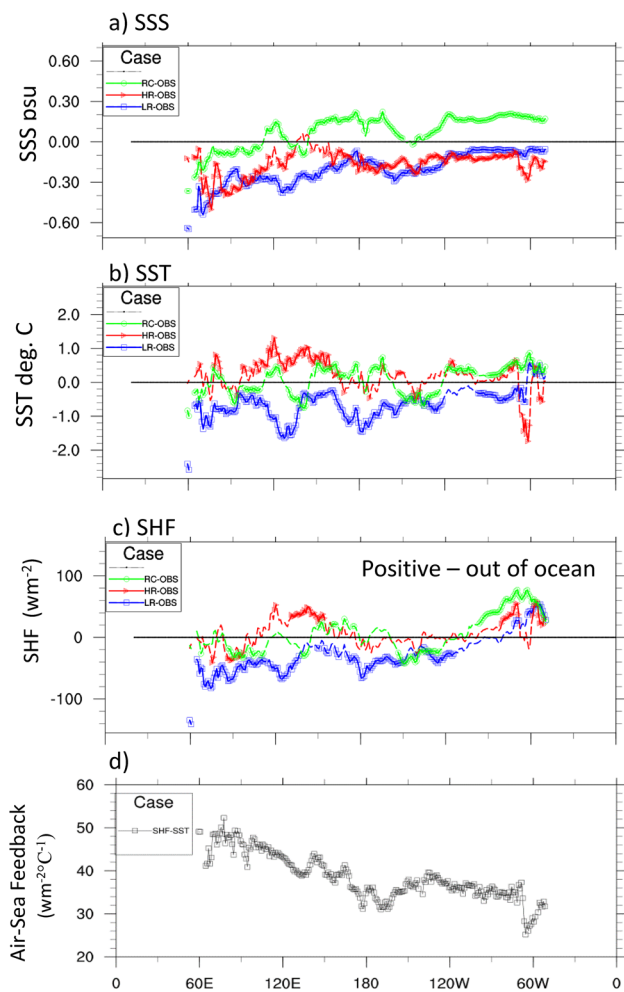 a) SSS
SSS psu
0.60
0.30
0.00
-0.30
-0.60
Case
RC-OBS
HR-OBS
LR-OBS
b) SST
SST deg. C
2.0
1.0
0.0
-1.0
-2.0
Case
RC-OBS
HR-OBS
LR-OBS
c) SHF
SHF (wm-2)
100
0
-100
Case
RC-OBS
HR-OBS
LR-OBS
Positive – out of ocean
d)
Air-Sea Feedback
(wm-2°C-1)
60
50
40
30
20
Case
SHF-SST
0 60E 120E 180 120W 60W 0